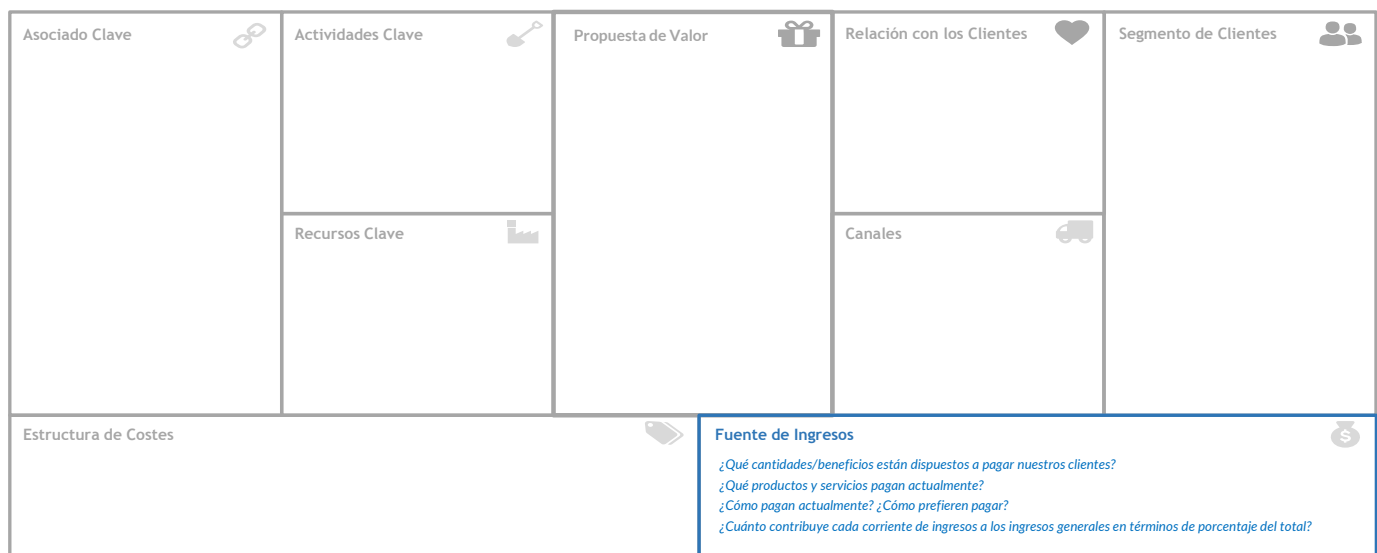 Asociado Clave
Actividades Clave
Propuesta de Valor
Relación con los Clientes
Segmento de Clientes
Recursos Clave
Canales
Estructura de Costes
Fuente de Ingresos
$
¿Qué cantidades/beneficios están dispuestos a pagar nuestros clientes?
¿Qué productos y servicios pagan actualmente?
¿Cómo pagan actualmente? ¿Cómo prefieren pagar?
¿Cuánto contribuye cada corriente de ingresos a los ingresos generales en términos de porcentaje del total?